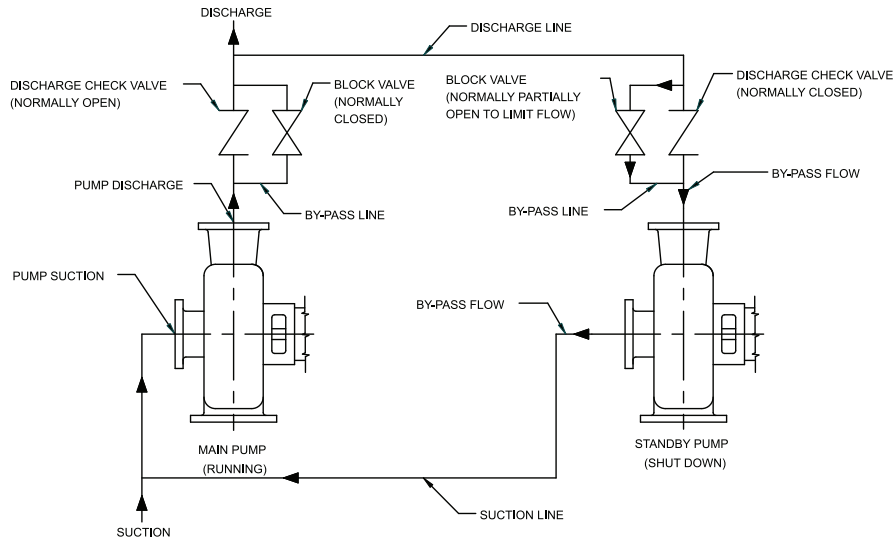 DISCHARGE
DISCHARGE LINE
DISCHARGE CHECK VALVE
(NORMALLY OPEN)
BLOCK VALVE
(NORMALLY
CLOSED)
BLOCK VALVE
(NORMALLY PARTIALLY
OPEN TO LIMIT FLOW)
DISCHARGE CHECK VALVE
(NORMALLY CLOSED)
PUMP DISCHARGE
BY-PASS LINE
BY-PASS LINE
BY-PASS FLOW
PUMP SUCTION
BY-PASS FLOW
MAIN PUMP
(RUNNING)
STANDBY PUMP
(SHUT DOWN)
SUCTION
SUCTION LINE